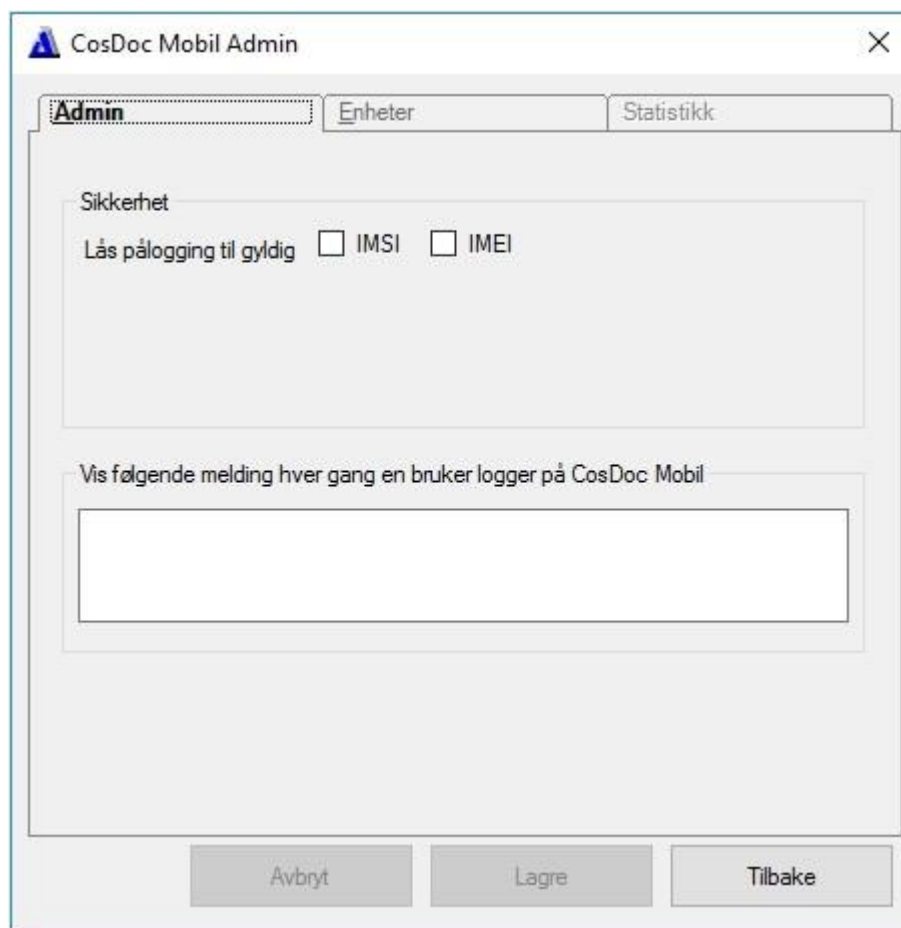 CosDoc Mobil Admin
Admin Enheter Statistikk
Sikkerhet
Lås pålogging til gyldig IMSI IMEI
Vis følgende melding hver gang en bruker logger på CosDoc Mobil
Avbryt Lagre Tilbake